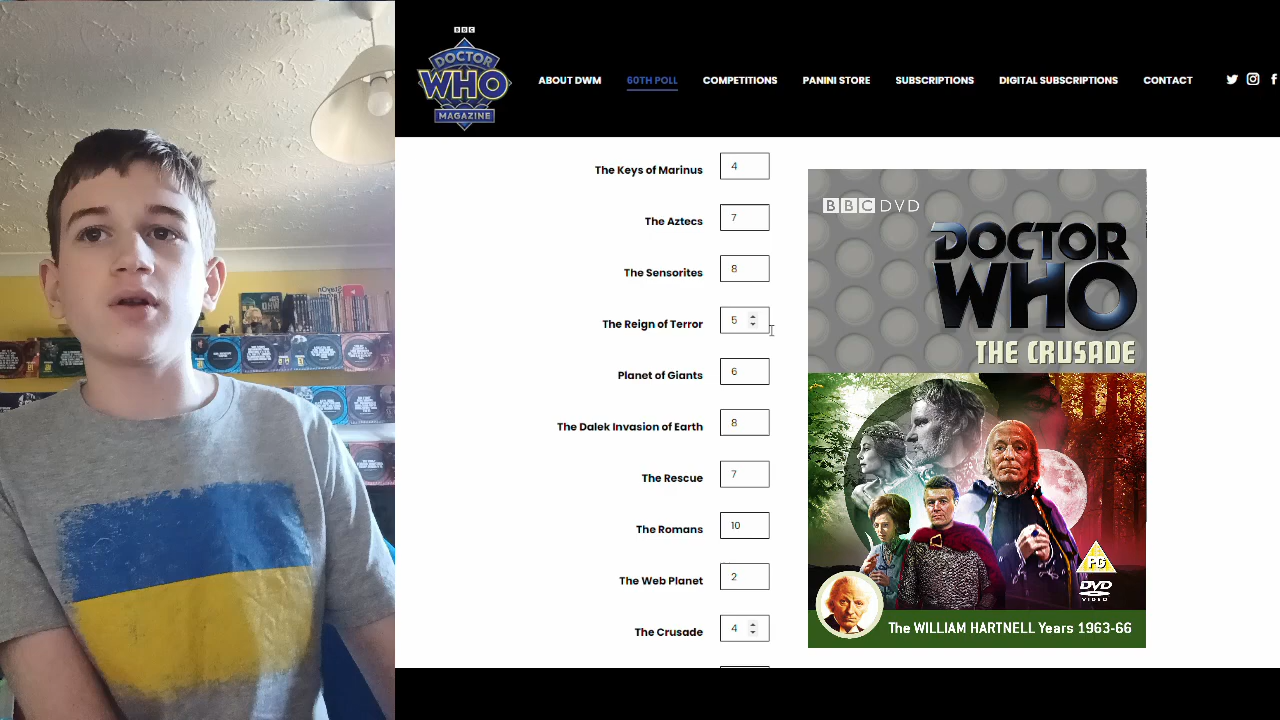 BBC
DOCTOR
WHO
MAGAZINE
ABOUT DWM
60TH POLL
COMPETITIONS
PANINI STORE
SUBSCRIPTIONS
DIGITAL SUBSCRIPTIONS
CONTACT
The Keys of Marinus 4
The Aztecs 7
The Sensorites 8
The Reign of Terror 5
Planet of Giants 6
The Dalek Invasion of Earth 8
The Rescue 7
The Romans 10
The Web Planet 2
The Crusade 4
BBC DVD
DOCTOR
WHO
THE CRUSADE
PG
DVD
VIDEO
The WILLIAM HARTNELL Years 1963-66